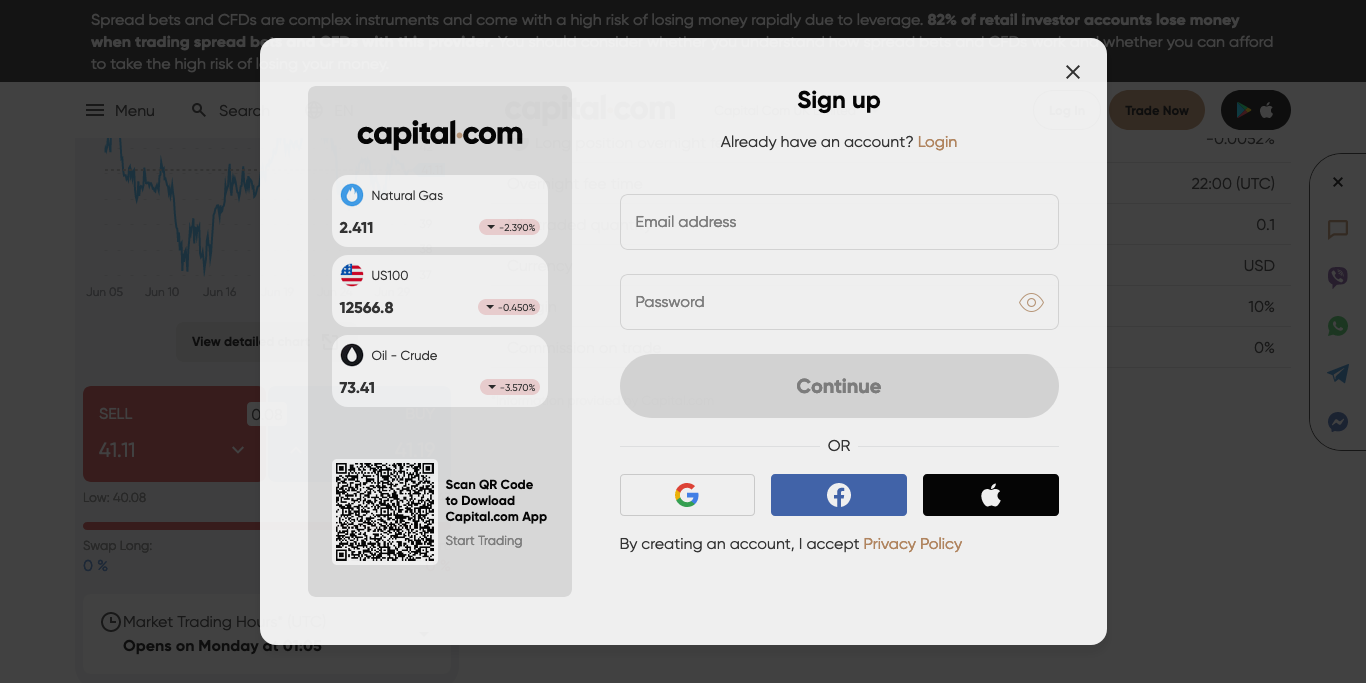 Spread bets and CFDs are complex instruments and come with a high risk of losing money rapidly due to leverage. 82% of retail investor accounts lose money
when trading spread bets and CFDs with this provider. You should consider whether you understand how spread bets and CFDs work and whether you can afford
to take the high risk of losing your money.
Menu
Log in
Trade Now
capital.com
Natural Gas
2.411
-2.390%
US100
12566.8
-0.450%
Oil - Crude
73.41
-3.570%
Scan QR Code
to Dowload
Capital.com App
Start Trading
Sign up
Already have an account? Login
Email address
Password
Continue
OR
By creating an account, I accept Privacy Policy
Jun 05
Jun 10
Jun 16
SELL
41.11
Low: 40.08
Swap Long:
0 %
Market Trading Hours (UTC)
Opens on Monday at 01:05
-0.0052%
22:00 (UTC)
0.1
USD
10%
0%